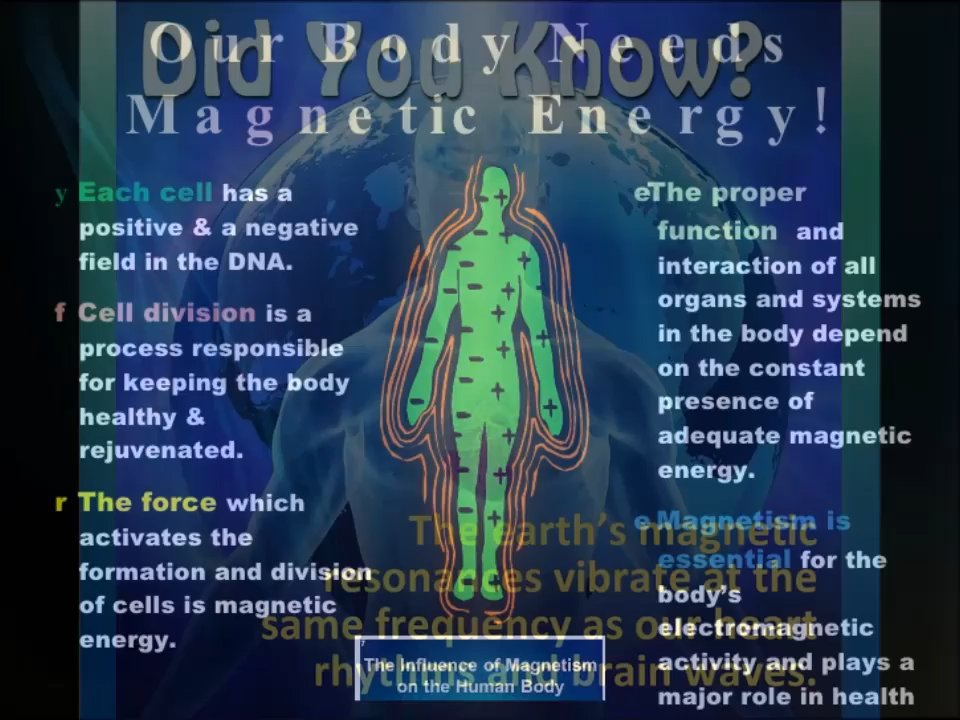 Did You Know?
Our Body Needs
Magnetic Energy!
y Each cell has a
positive & a negative
field in the DNA.
f Cell division is a
process responsible
for keeping the body
healthy &
rejuvenated.
r The force which
activates the
formation and division
of cells is magnetic
energy.
e The proper
function and
interaction of all
organs and systems
in the body depend
on the constant
presence of
adequate magnetic
energy.
e Magnetism is
essential for the
body's
electromagnetic
activity and plays a
major role in health
The earth's magnetic
resonances vibrate at the
same frequency as our heart
rhythms and brain waves.
The Influence of Magnetism
on the Human Body